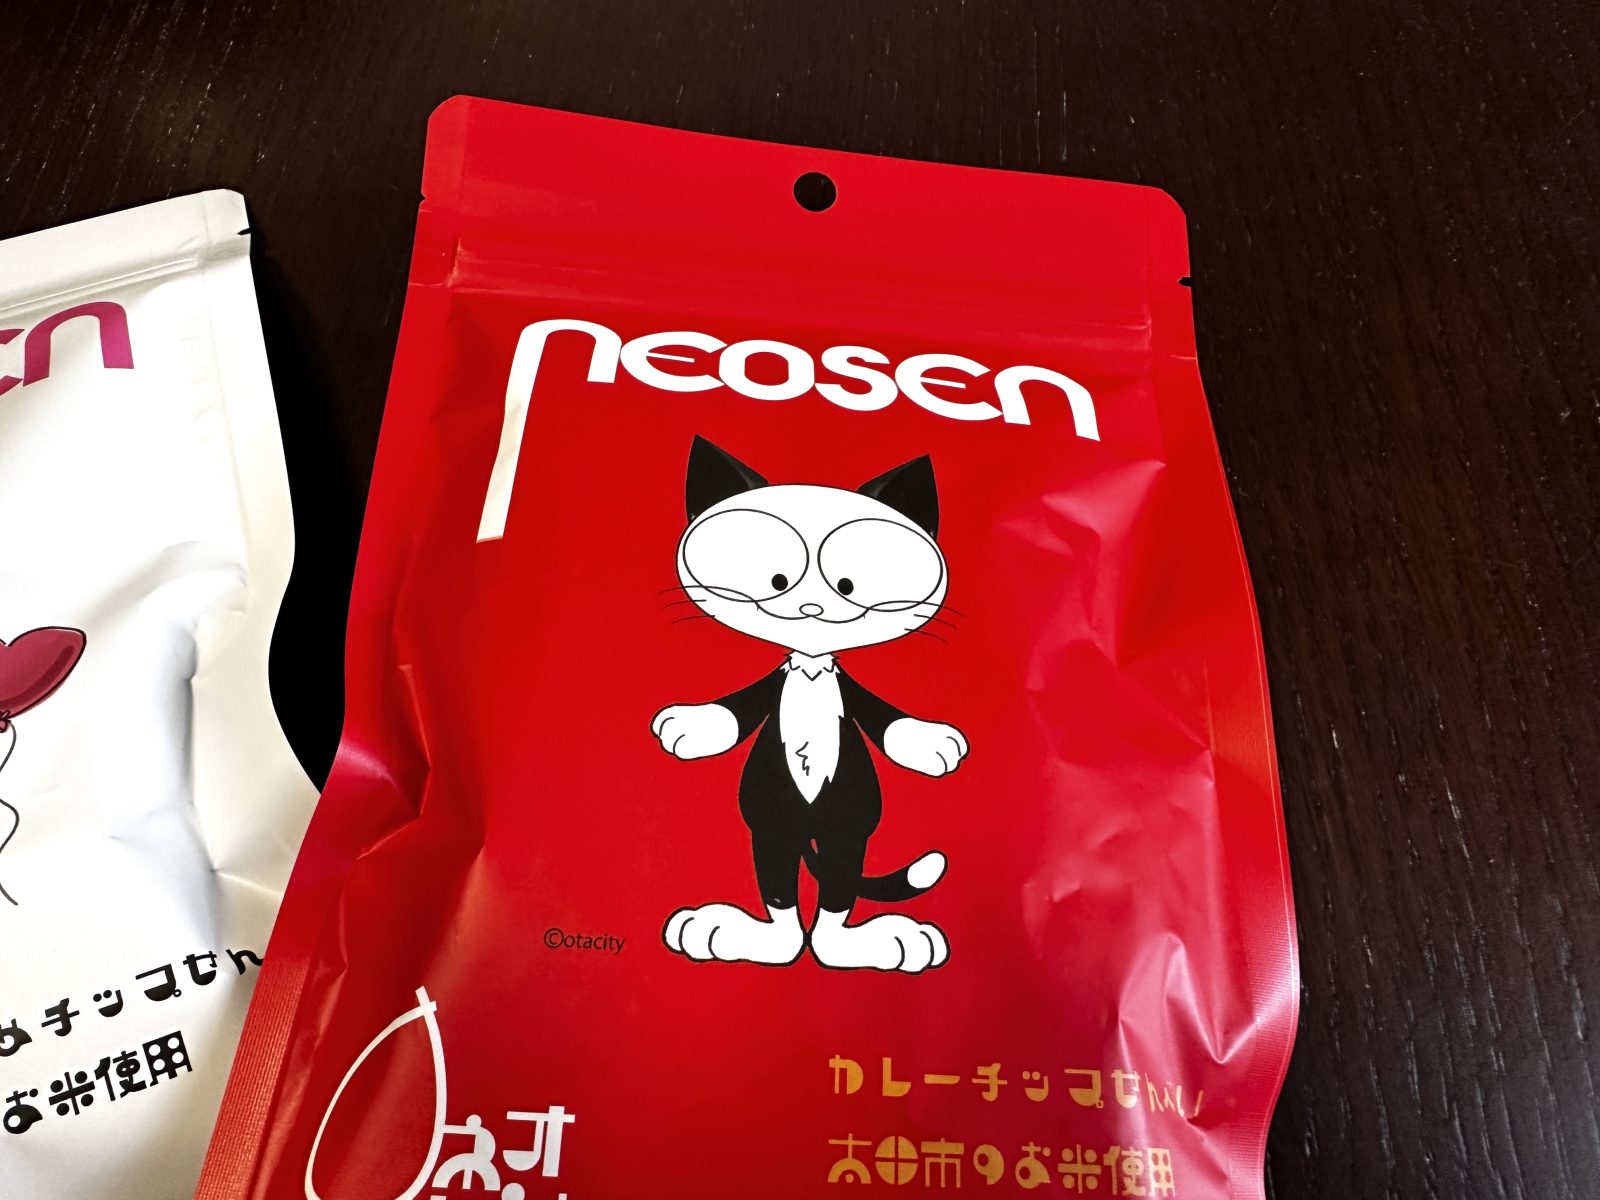 NEOSEN
©otacity
カレーチップせんべい
太田市のお米使用
チップせん
お米使用